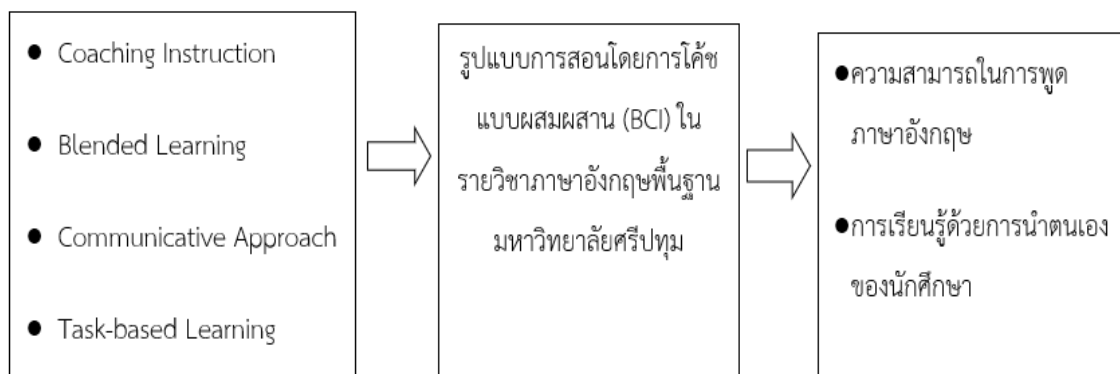 ● Coaching Instruction
● Blended Learning
● Communicative Approach
● Task-based Learning
รูปแบบการสอนโดยการโค้ช
แบบผสมผสาน (BCI) ใน
รายวิชาภาษาอังกฤษพื้นฐาน
มหาวิทยาลัยศรีปทุม
●ความสามารถในการพูด
ภาษาอังกฤษ
●การเรียนรู้ด้วยการนำตนเอง
ของนักศึกษา